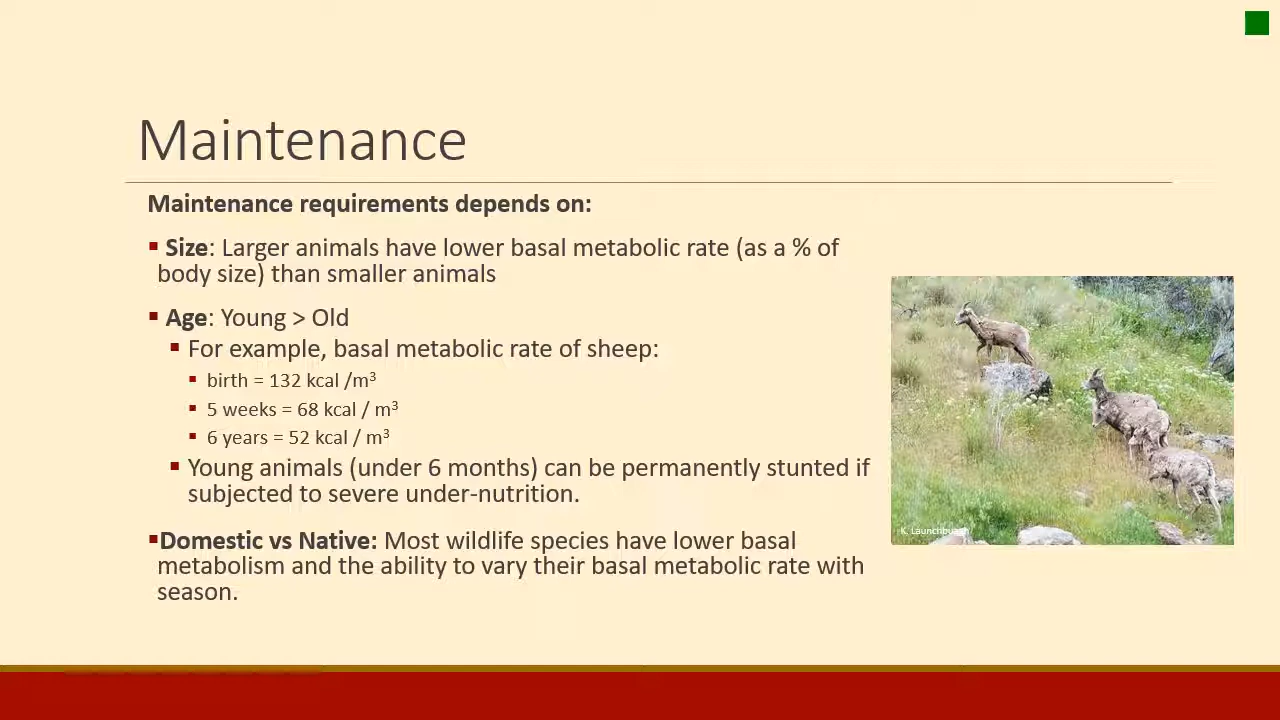 Maintenance
Maintenance requirements depends on:
▪ Size: Larger animals have lower basal metabolic rate (as a % of
body size) than smaller animals
▪ Age: Young > Old
▪ For example, basal metabolic rate of sheep:
▪ birth = 132 kcal /m³
▪ 5 weeks = 68 kcal / m³
▪ 6 years = 52 kcal / m³
▪ Young animals (under 6 months) can be permanently stunted if
subjected to severe under-nutrition.
▪Domestic vs Native: Most wildlife species have lower basal
metabolism and the ability to vary their basal metabolic rate with
season.
K. Launchbaugh